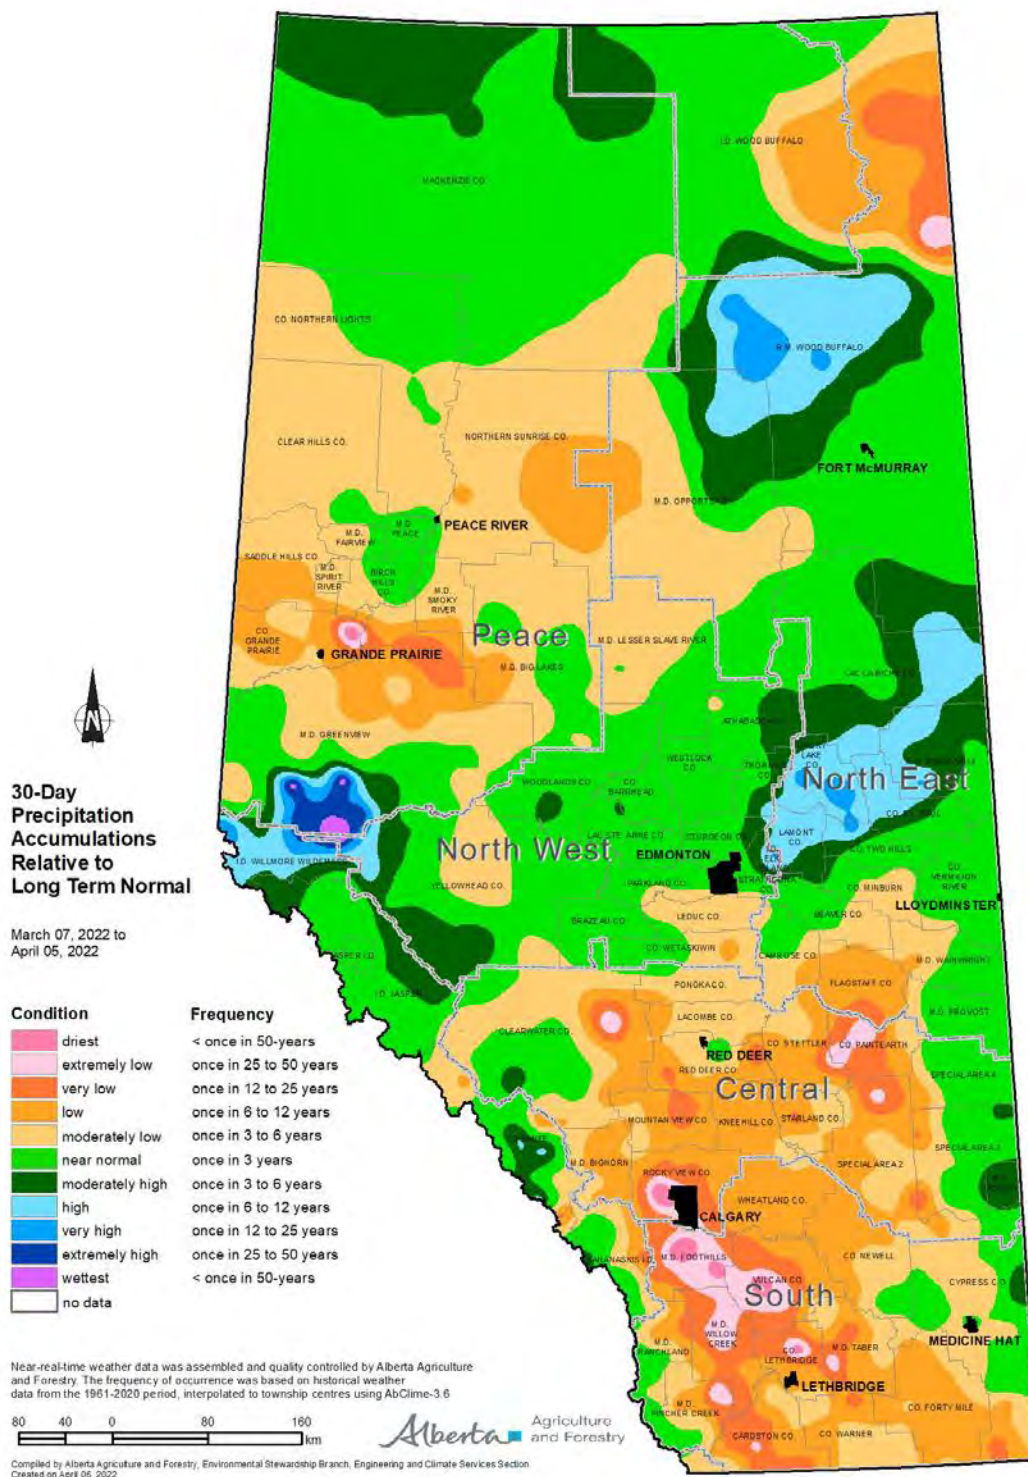 30-Day
Precipitation
Accumulations
Relative to
Long Term Normal
March 07, 2022 to
April 05, 2022
Condition Frequency
driest < once in 50-years
extremely low once in 25 to 50 years
very low once in 12 to 25 years
low once in 6 to 12 years
moderately low once in 3 to 6 years
near normal once in 3 years
moderately high once in 3 to 6 years
high once in 6 to 12 years
very high once in 12 to 25 years
extremely high once in 25 to 50 years
wettest < once in 50-years
no data
I.D. WOOD BUFFALO
MACKENZIE CO.
CO. NORTHERN LIGHTS
R.M. WOOD BUFFALO
CLEAR HILLS CO.
NORTHERN SUNRISE CO.
FORT McMURRAY
M.D.
PEACE
PEACE RIVER
M.D.
FAIRVIEW
SADDLE HILLS CO.
M.D.
SPIRIT
RIVER
BIRCH
HILLS
CO.
M.D.
SMOKY
RIVER
Peace
M.D. LESSER SLAVE RIVER
CO.
GRANDE
PRAIRIE
GRANDE PRAIRIE
M.D. BIG LAKES
M.D. GREENVIEW
WESTLOCK
CO.
WOODLANDS CO.
CO.
BARRHEAD
North East
LAMONT
CO.
North West
LAC STE. ANNE CO.
STURGEON CO.
EDMONTON
CO. TWO HILLS
YELLOWHEAD CO.
PARKLAND CO.
CO. MINBURN
CO.
VERMILION
RIVER
LLOYDMINSTER
LEDUC CO.
BEAVER CO.
BRAZEAU CO.
CO. WETASKIWIN
CAMROSE CO.
M.D. WAINWRIGHT
I.D. JASPER
PONOKA CO.
FLAGSTAFF CO.
M.D. PROVOST
CLEARWATER CO.
LACOMBE CO.
CO. STETTLER
CO. PAINTEARTH
RED DEER
RED DEER CO.
SPECIAL AREA 4
Central
MOUNTAIN VIEW CO.
KNEEHILL CO.
STARLAND CO.
SPECIAL AREA 3
M.D. BIGHORN
SPECIAL AREA 2
ROCKY VIEW CO.
WHEATLAND CO.
CALGARY
M.D. FOOTHILLS
CO. NEWELL
VULCAN CO.
CYPRESS CO.
South
M.D.
WILLOW
CREEK
M.D.
RANCHLAND
MEDICINE HAT
CO.
LETHBRIDGE
M.D. TABER
LETHBRIDGE
M.D.
PINCHER CREEK
CO. FORTY MILE
CARDSTON CO.
CO. WARNER
N
Near-real-time weather data was assembled and quality controlled by Alberta Agriculture
and Forestry. The frequency of occurrence was based on historical weather
data from the 1961-2020 period, interpolated to township centres using AbClime-3.6
80 40 0 80 160
km
Alberta Agriculture
and Forestry
Compiled by Alberta Agriculture and Forestry, Environmental Stewardship Branch, Engineering and Climate Services Section
Created on April 06, 2022